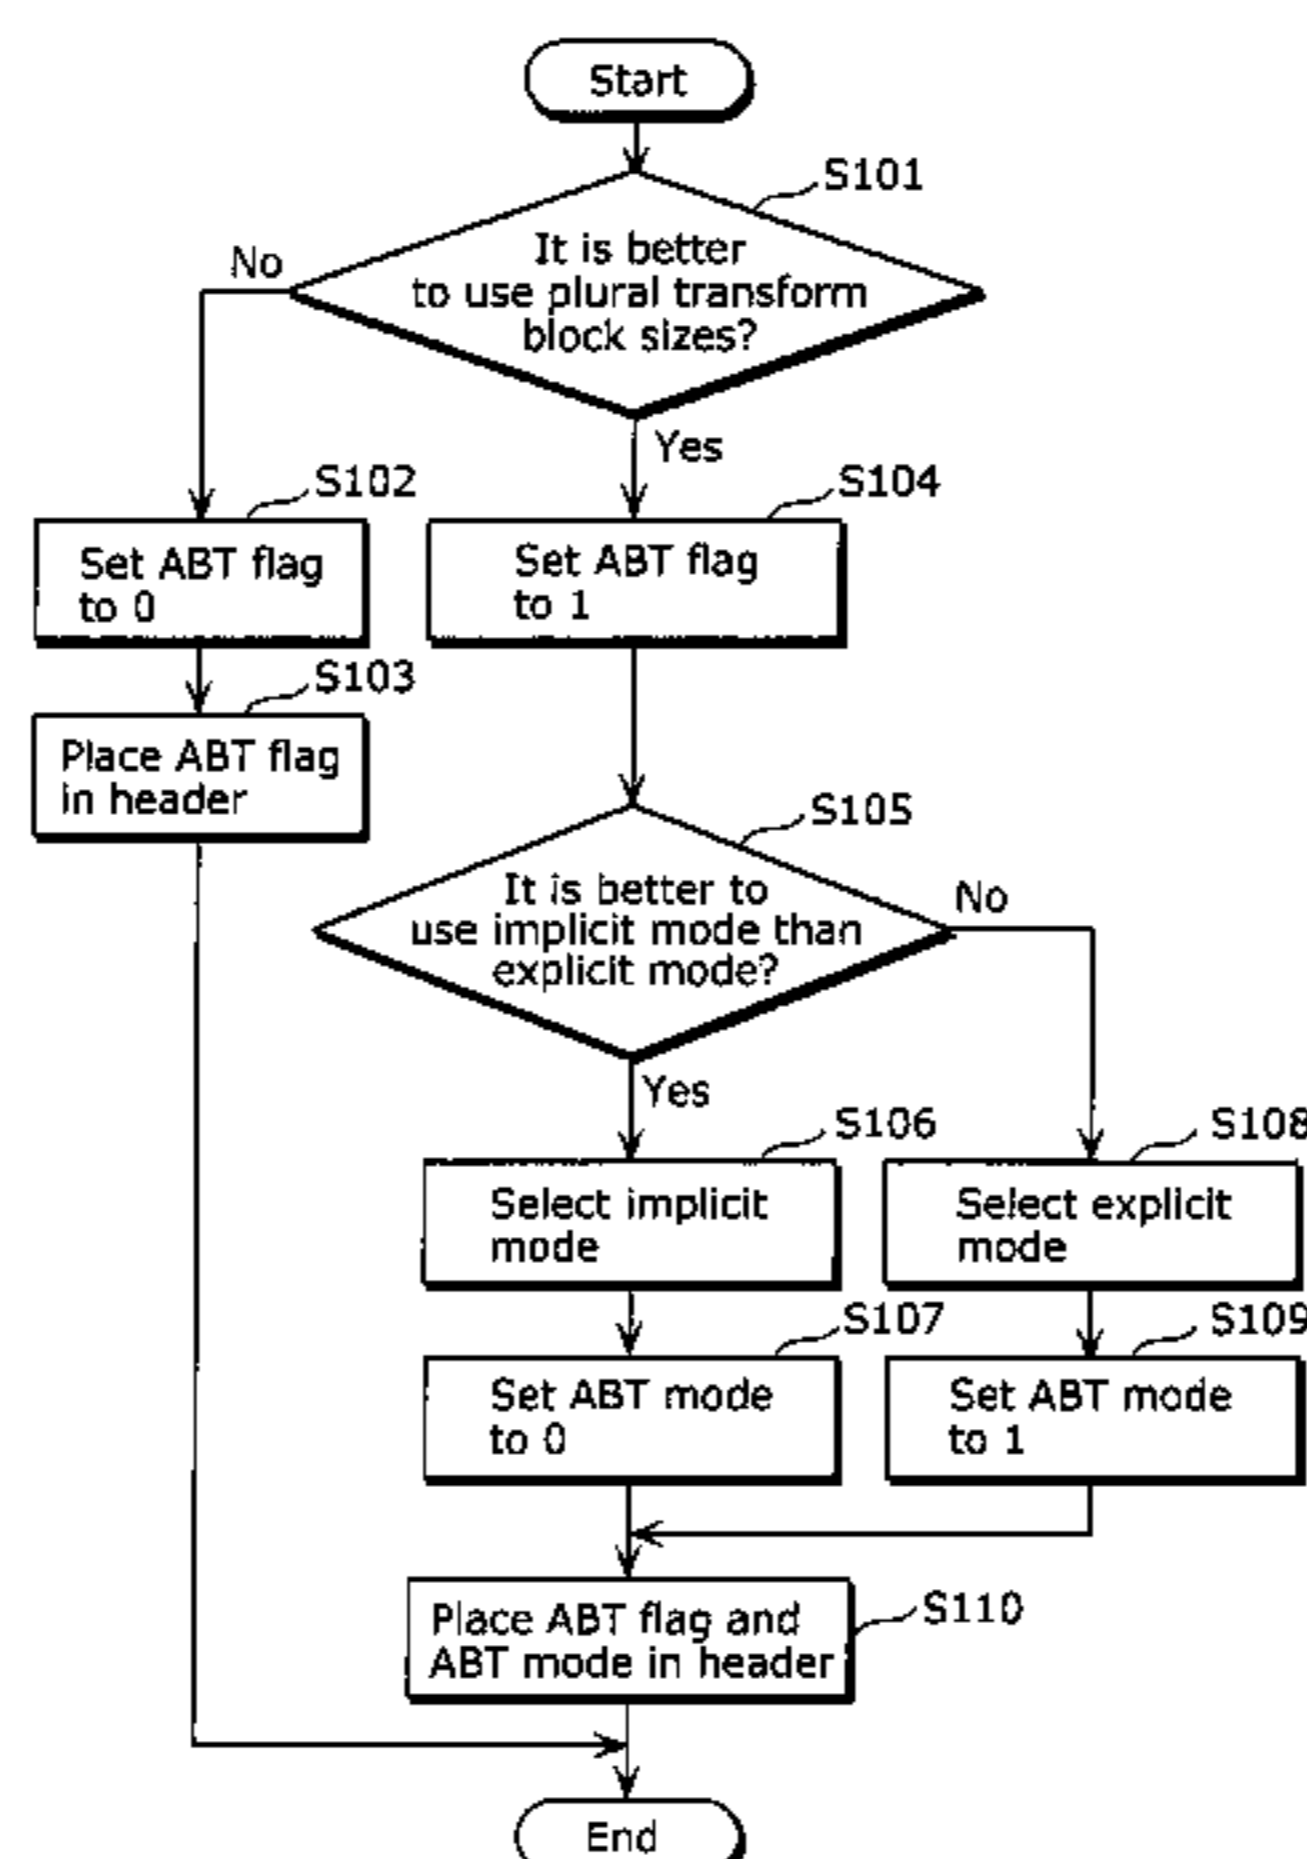 Start
S101
It is better
to use plural transform
block sizes?
No
Yes
S102
Set ABT flag
to 0
S104
Set ABT flag
to 1
S103
Place ABT flag
in header
S105
It is better to
use implicit mode than
explicit mode?
No
Yes
S106
Select implicit
mode
S108
Select explicit
mode
S107
Set ABT mode
to 0
S109
Set ABT mode
to 1
S110
Place ABT flag and
ABT mode in header
End